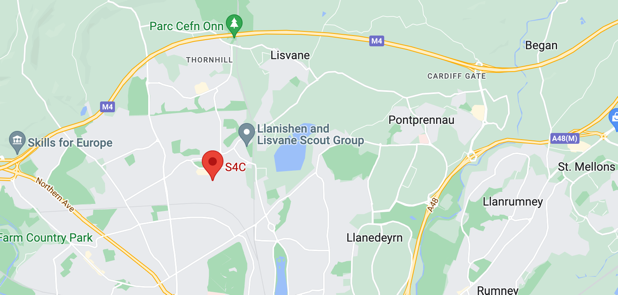 Parc Cefn Onn
Lisvane
M4
Began
THORNHILL
CARDIFF GATE
M4
Pontprennau
Llanishen and
Lisvane Scout Group
A48(M)
Skills for Europe
S4C
St. Mellons
Northern Ave
A48
Llanrumney
Farm Country Park
Llanedeyrn
Rumney